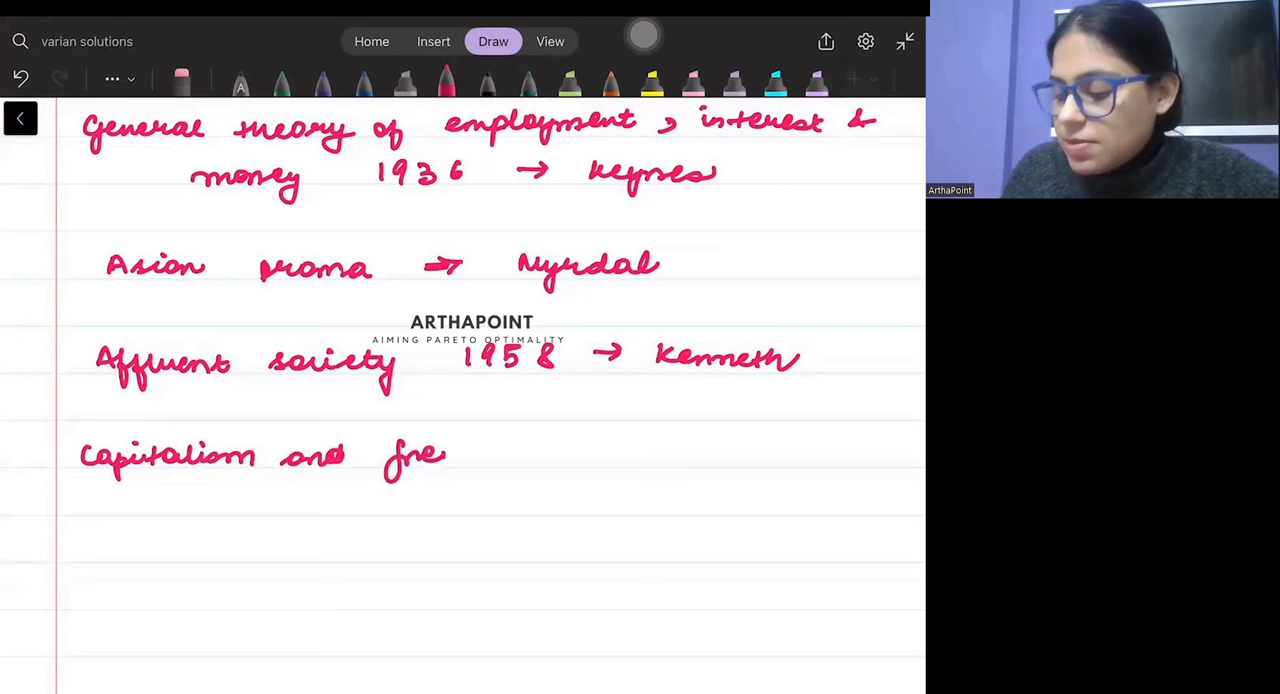 varian solutions
Home Insert Draw View
A
General theory of employment, interest &
money 1936 → Keynes
Asian Drama → Myrdal
ARTHAPOINT
AIMING PARETO OPTIMALITY
Affluent society 1958 → Kenneth
Capitalism and fre
ArthaPoint